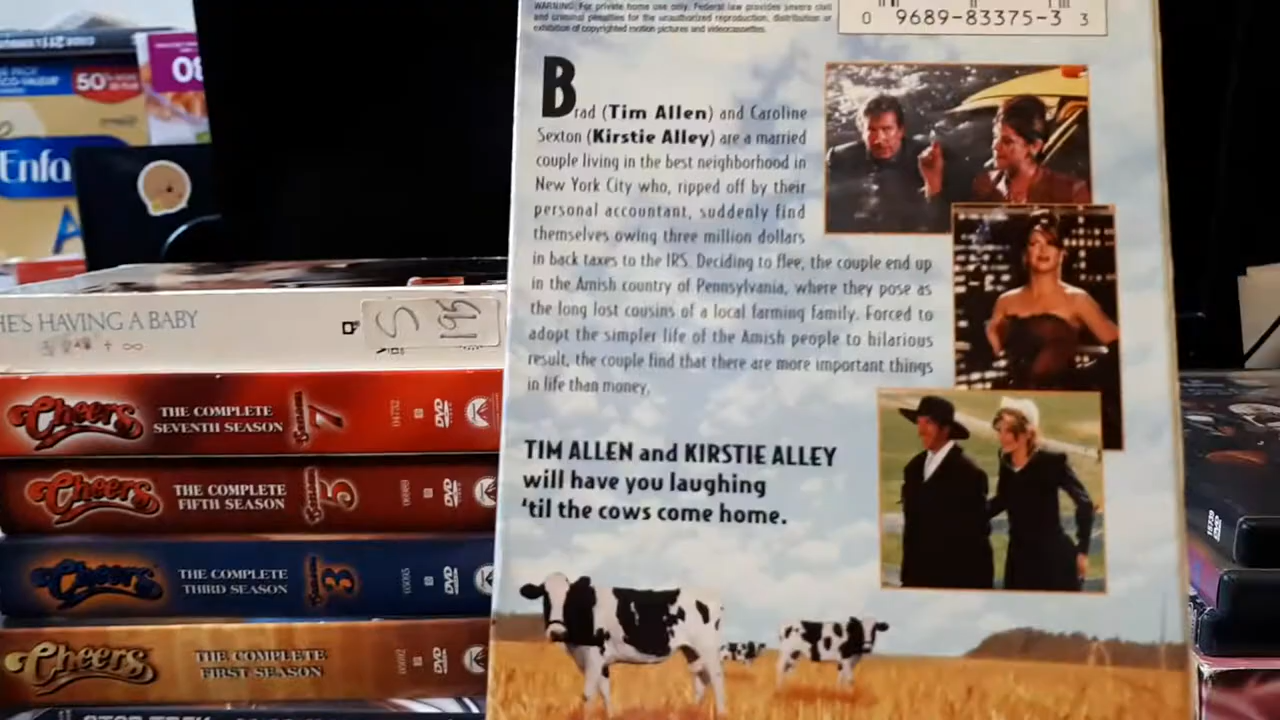 WARNING: For private home use only. Federal law provides severe civil
and criminal penalties for the unauthorized reproduction, distribution or
exhibition of copyrighted motion pictures and videocassettes.
0 9689-83375-3 3
Brad (Tim Allen) and Caroline
Sexton (Kirstie Alley) are a married
couple living in the best neighborhood in
New York City who, ripped off by their
personal accountant, suddenly find
themselves owing three million dollars
in back taxes to the IRS. Deciding to flee, the couple end up
in the Amish country of Pennsylvania, where they pose as
the long lost cousins of a local farming family. Forced to
adopt the simpler life of the Amish people to hilarious
result, the couple find that there are more important things
in life than money.
TIM ALLEN and KIRSTIE ALLEY
will have you laughing
'til the cows come home.
50
Enfa
A
HE'S HAVING A BABY
Cheers
THE COMPLETE
SEVENTH SEASON
Season 7
DVD
Cheers
THE COMPLETE
FIFTH SEASON
Season 5
DVD
Cheers
THE COMPLETE
THIRD SEASON
Season 3
DVD
Cheers
THE COMPLETE
FIRST SEASON
DVD
STAR TREK
15739
DVD